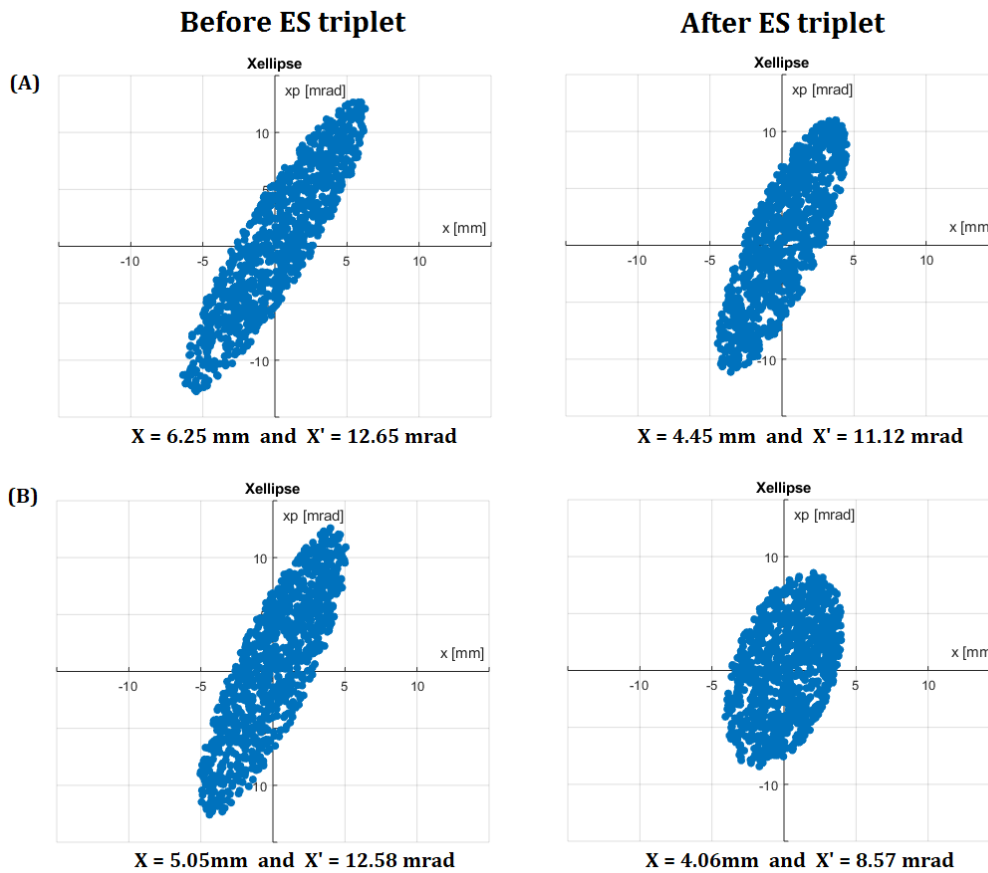 Before ES triplet
After ES triplet
(A)
Xellipse
xp [mrad]
10
5
x [mm]
-10
-5
5
10
-10
X = 6.25 mm and X' = 12.65 mrad
Xellipse
xp [mrad]
10
x [mm
-10
-5
5
10
-10
X = 4.45 mm and X' = 11.12 mrad
(B)
Xellipse
xp [mrad]
10
x [mm]
-10
-5
5
10
10
X = 5.05mm and X' = 12.58 mrad
Xellipse
xp [mrad]
10
x [mm
-10
-5
5
10
-10
X = 4.06mm and X' = 8.57 mrad